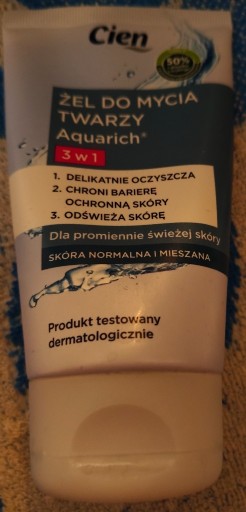 Cien
50%
ŻEL DO MYCIA
TWARZY
Aquarich®
3 w 1
1. DELIKATNIE OCZYSZCZA
2. CHRONI BARIERĘ
OCHRONNĄ SKÓRY
3. ODŚWIEŻA SKÓRĘ
Dla promiennie świeżej skóry
SKÓRA NORMALNA I MIESZANA
Produkt testowany
dermatologicznie